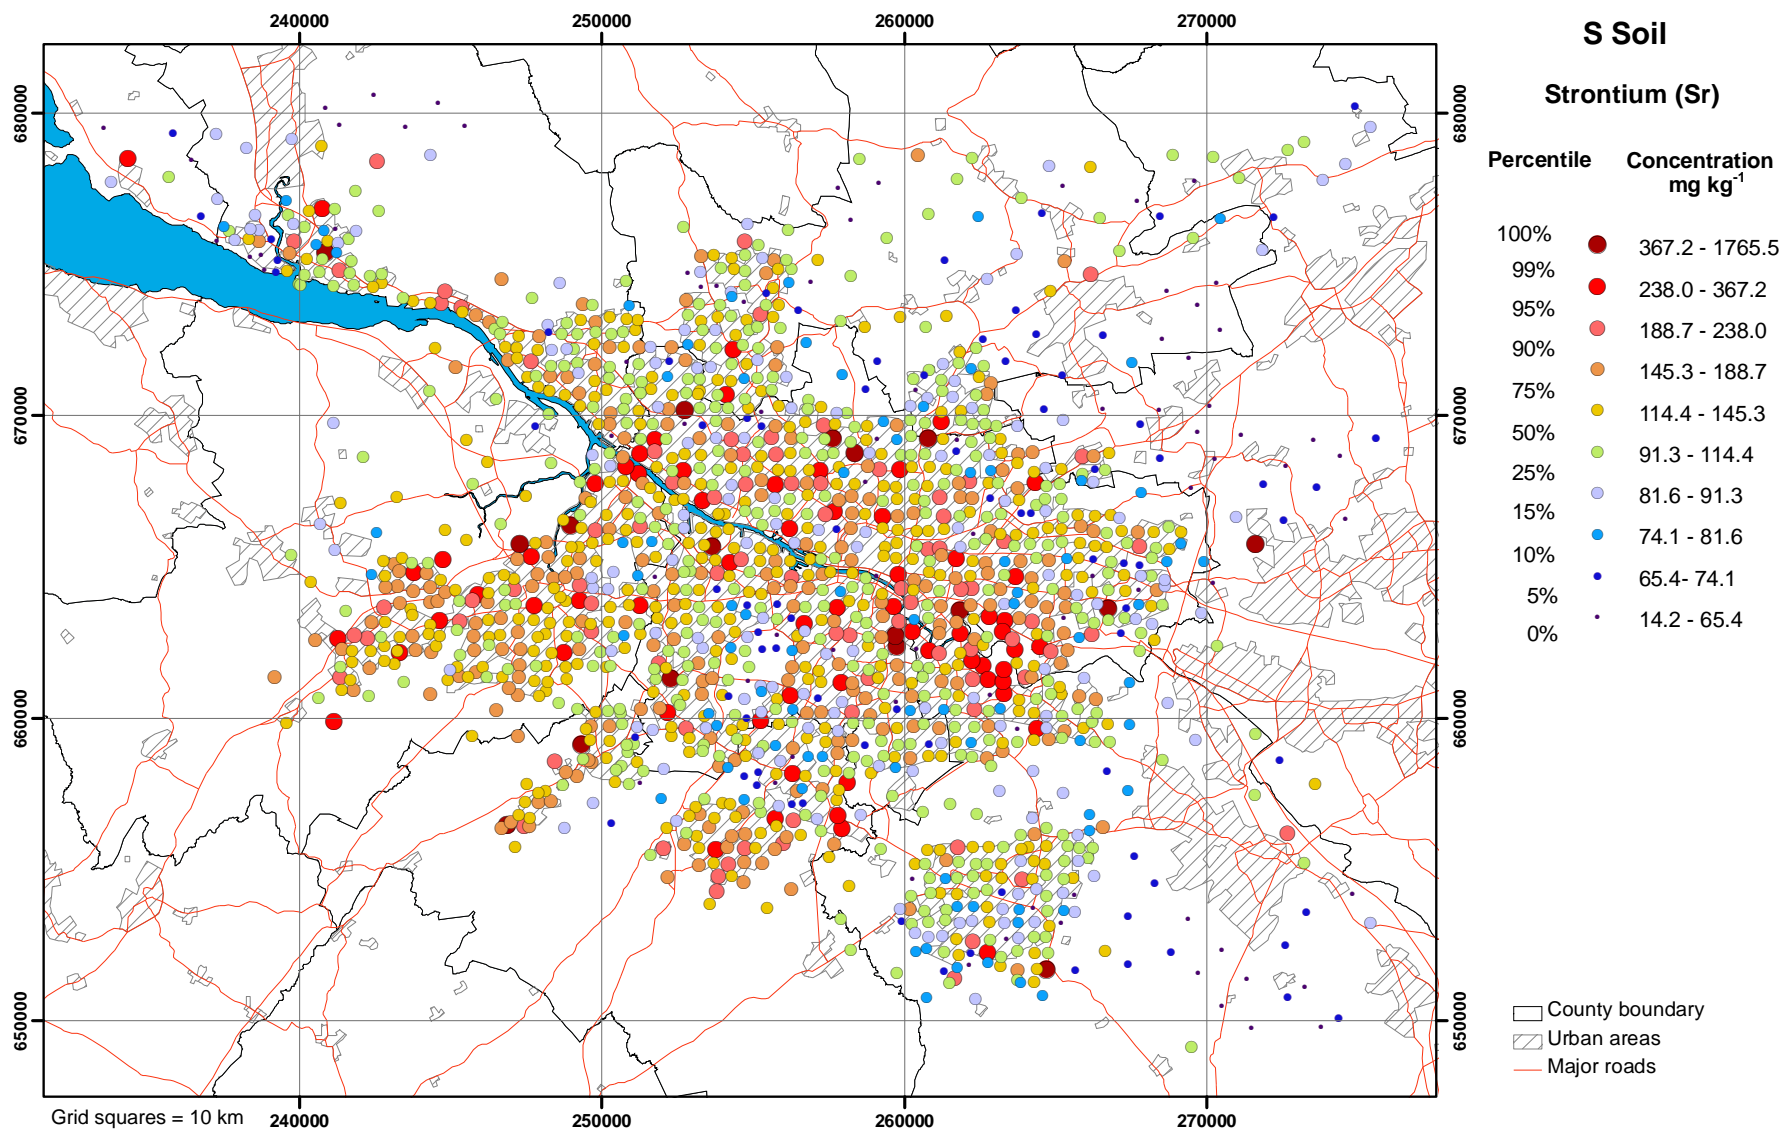 240000 250000 260000 270000
S Soil
Strontium (Sr)
Percentile Concentration
mg kg-1
100%
367.2 - 1765.5
99%
238.0 - 367.2
95%
188.7 - 238.0
90%
145.3 - 188.7
75%
114.4 - 145.3
50%
91.3 - 114.4
25%
81.6 - 91.3
15%
74.1 - 81.6
10%
65.4- 74.1
5%
14.2 - 65.4
0%
680000 680000
670000 670000
660000 660000
650000 650000
County boundary
Urban areas
Major roads
Grid squares = 10 km
240000 250000 260000 270000